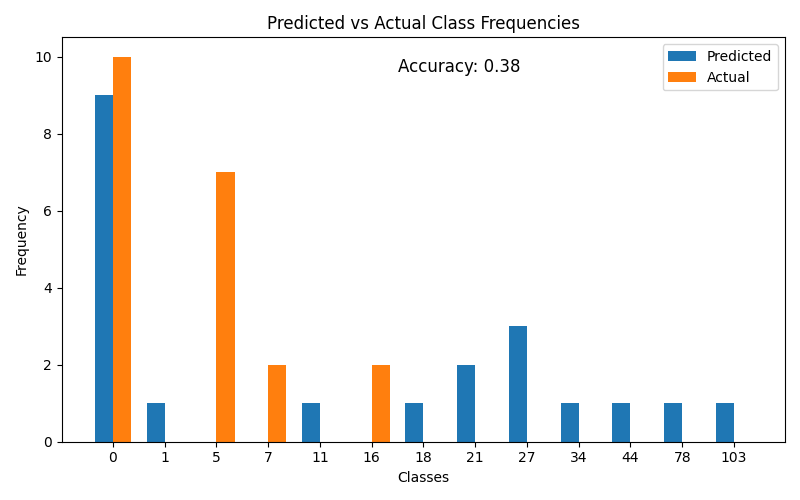 Predicted vs Actual Class Frequencies
Accuracy: 0.38
Predicted
Actual
Frequency
10
8
6
4
2
0
0 1 5 7 11 16 18 21 27 34 44 78 103
Classes